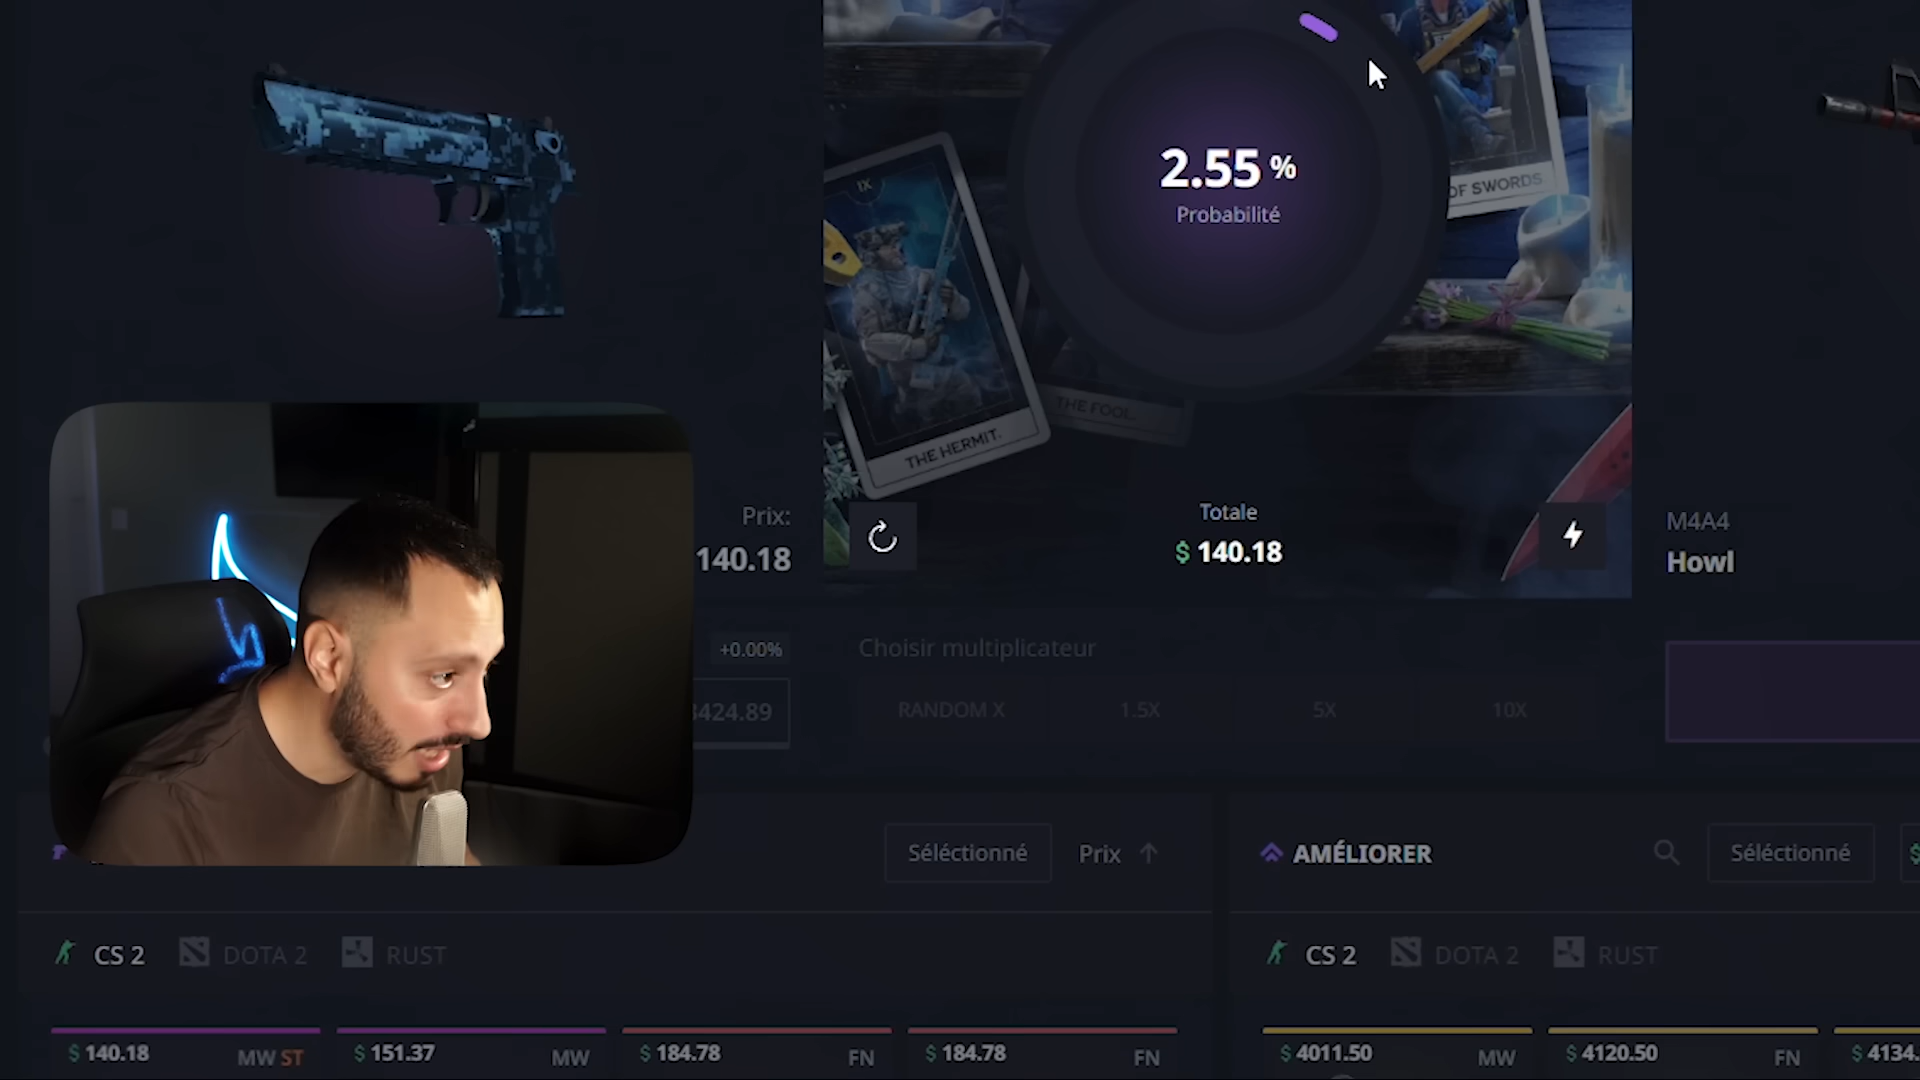 2.55 %
Probabilité
IX
OF SWORDS
THE FOOL.
THE HERMIT.
Prix:
140.18
Totale
$ 140.18
M4A4
Howl
+0.00%
424.89
Choisir multiplicateur
RANDOM X
1.5X
5X
10X
Séléctionné
Prix
AMÉLIORER
Séléctionné
$
CS 2
DOTA 2
RUST
CS 2
DOTA 2
RUST
$ 140.18
MW ST
$ 151.37
MW
$ 184.78
FN
$ 184.78
FN
$ 4011.50
MW
$ 4120.50
FN
$ 4134.